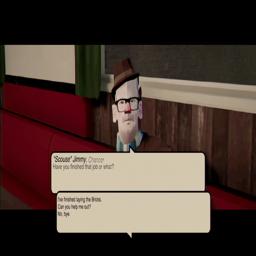 "Scouse" Jimmy, Chancer
Have you finished that job or what?
I've finished laying the Bricks.
Can you help me out?
No, bye.